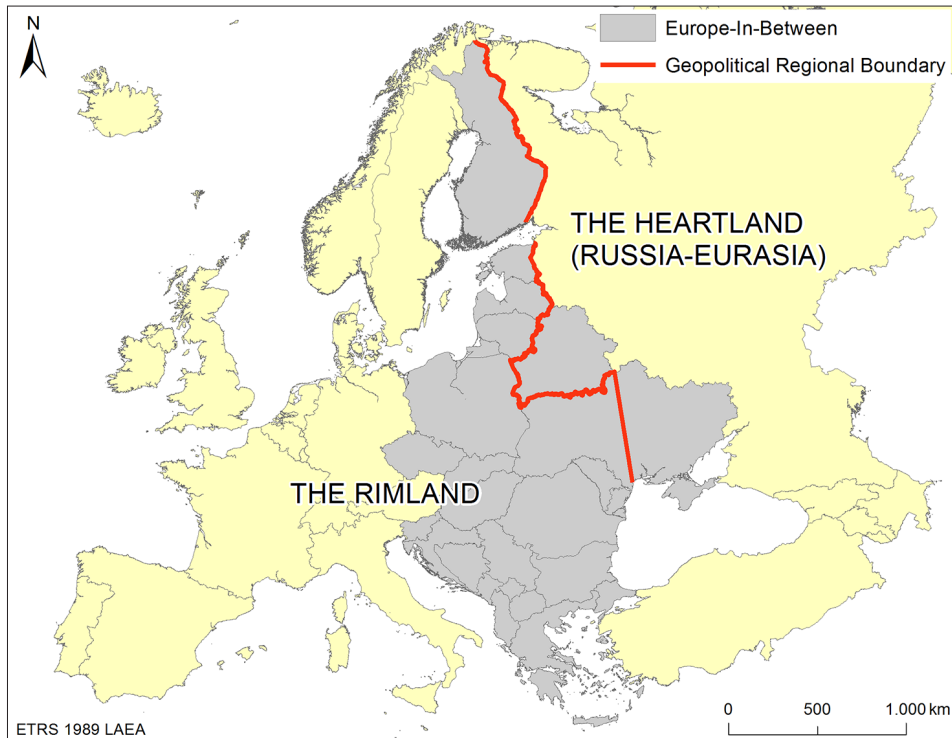 N
Europe-In-Between
Geopolitical Regional Boundary
THE HEARTLAND
(RUSSIA-EURASIA)
THE RIMLAND
ETRS 1989 LAEA
0 500 1.000 km